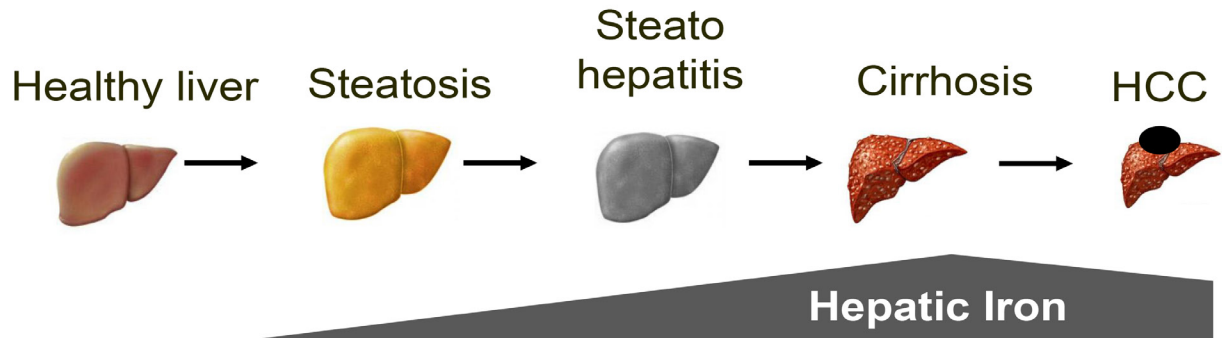 Healthy liver
Steatosis
Steato
hepatitis
Cirrhosis
HCC
Hepatic Iron